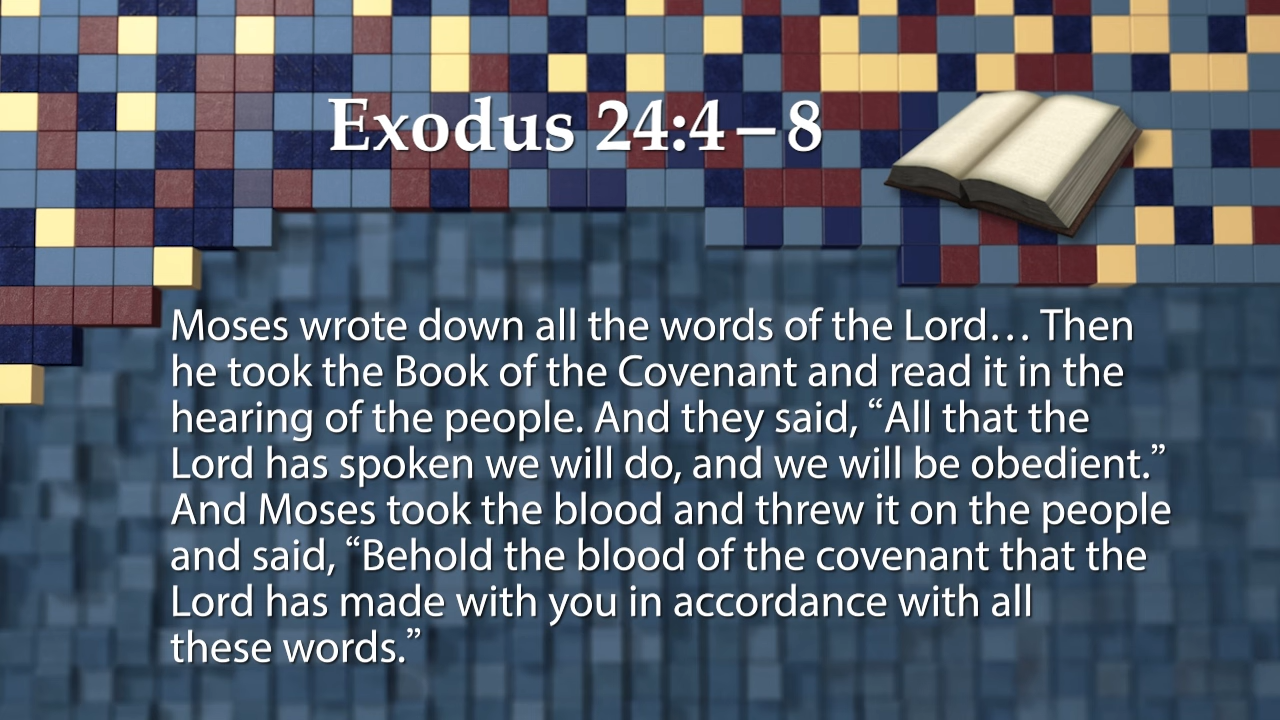 Exodus 24:4–8
Moses wrote down all the words of the Lord… Then
he took the Book of the Covenant and read it in the
hearing of the people. And they said, “All that the
Lord has spoken we will do, and we will be obedient.”
And Moses took the blood and threw it on the people
and said, “Behold the blood of the covenant that the
Lord has made with you in accordance with all
these words.”